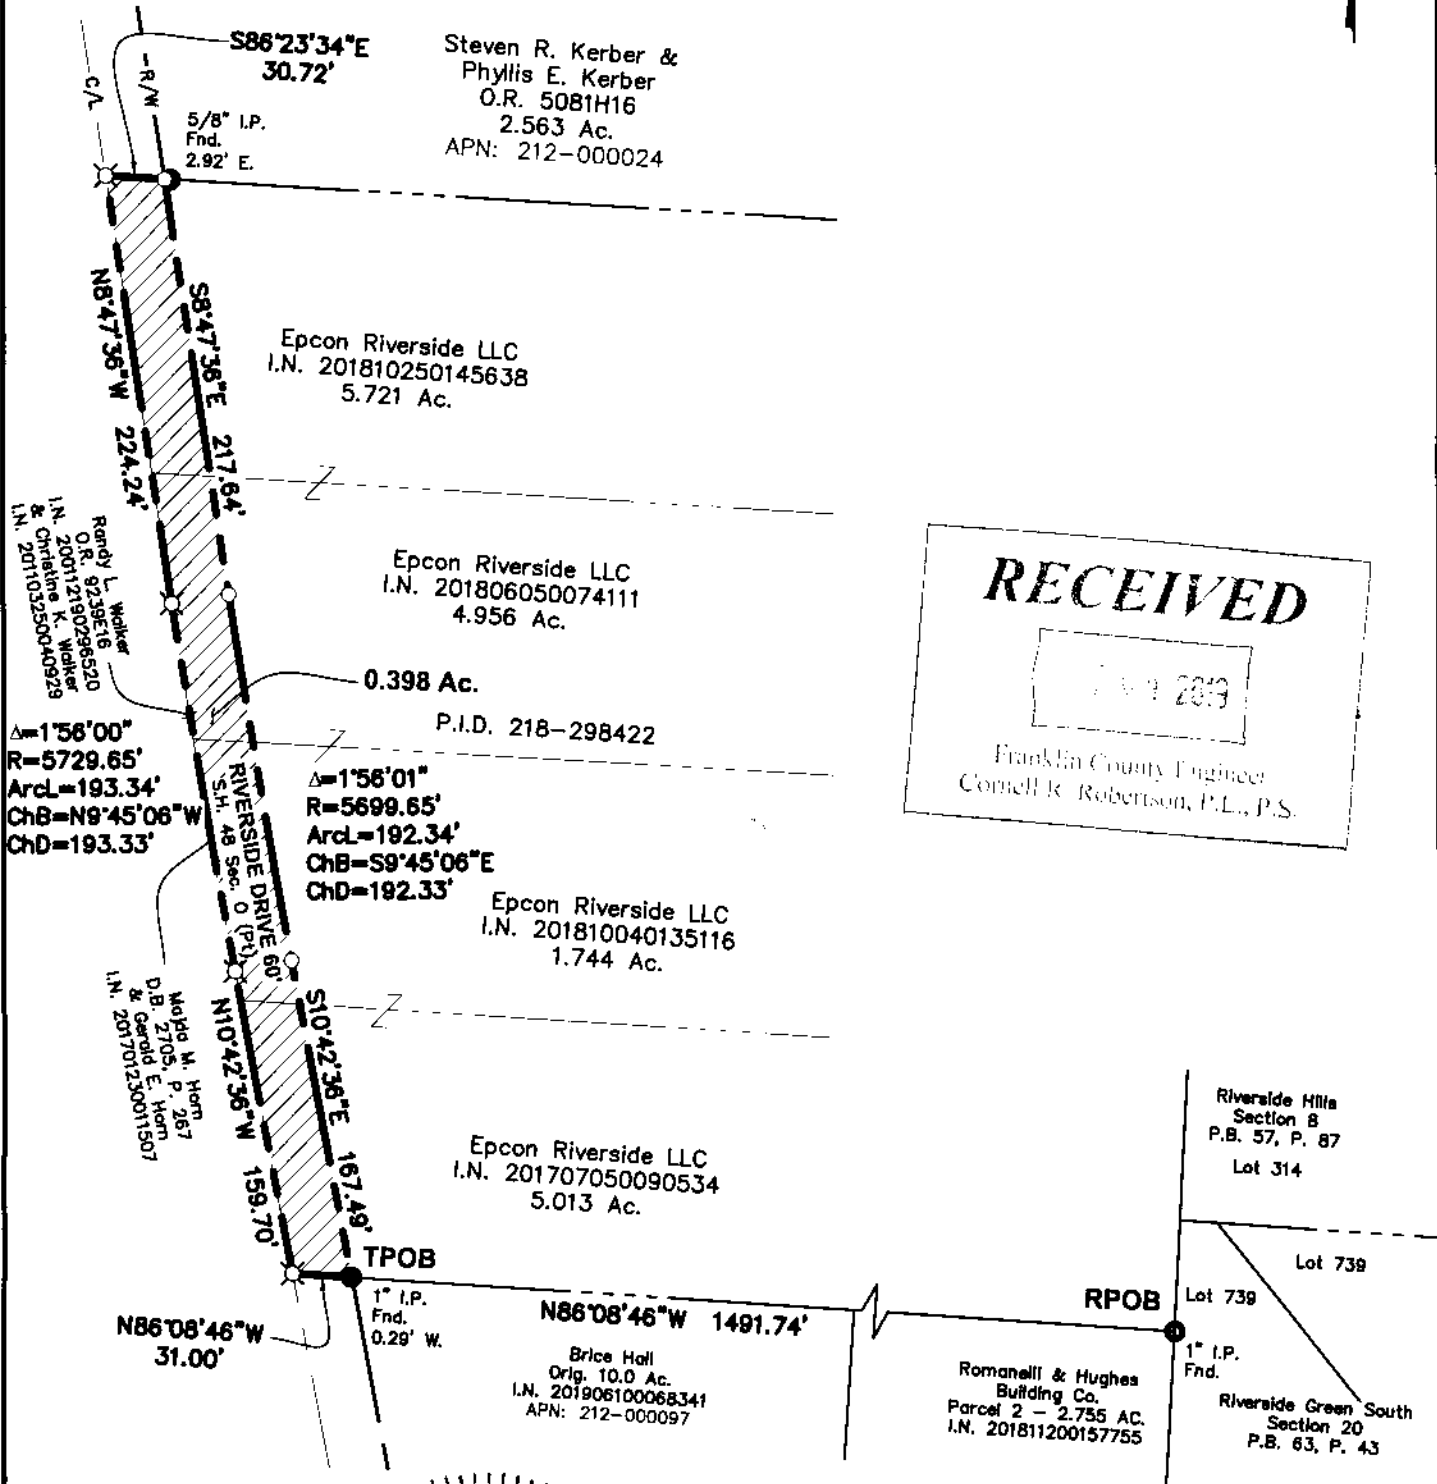 S86°23'34"E
30.72'
Steven R. Kerber &
Phyllis E. Kerber
O.R. 5081H16
2.563 Ac.
APN: 212-000024
C/L
R/W
5/8" I.P.
Fnd.
2.92' E.
N8°47'36"W 224.24'
S8°47'36"E 217.64'
Epcon Riverside LLC
I.N. 201810250145638
5.721 Ac.
Randy L. Walker
O.R. 9239E16
I.N. 200112190296520
& Christine K. Walker
I.N. 201103250040929
Epcon Riverside LLC
I.N. 201806050074111
4.956 Ac.
0.398 Ac.
P.I.D. 218-298422
RECEIVED
2019
Franklin County Engineer
Cornell R. Robertson, P.E., P.S.
Δ=1°56'00"
R=5729.65'
ArcL=193.34'
ChB=N9°45'06"W
ChD=193.33'
RIVERSIDE DRIVE 60'
S.H. 48 Sec. O (Pt)
Δ=1°56'01"
R=5699.65'
ArcL=192.34'
ChB=S9°45'06"E
ChD=192.33'
Epcon Riverside LLC
I.N. 201810040135116
1.744 Ac.
Majda M. Horn
D.B. 2705, P. 267
& Gerald E. Horn
I.N. 201701230011507
N10°42'36"W 159.70'
S10°42'36"E 167.49'
Epcon Riverside LLC
I.N. 201707050090534
5.013 Ac.
Riverside Hills
Section 8
P.B. 57, P. 87
Lot 314
Lot 739
Lot 739
TPOB
1" I.P.
Fnd.
0.29' W.
N86°08'46"W
31.00'
N86°08'46"W 1491.74'
RPOB
1" I.P.
Fnd.
Brice Hall
Orig. 10.0 Ac.
I.N. 201906100068341
APN: 212-000097
Romanelli & Hughes
Building Co.
Parcel 2 - 2.755 AC.
I.N. 201811200157755
Riverside Green South
Section 20
P.B. 63, P. 43